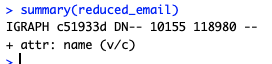 > summary(reduced_email)
IGRAPH c51933d DN-- 10155 118980 --
+ attr: name (v/c)
>